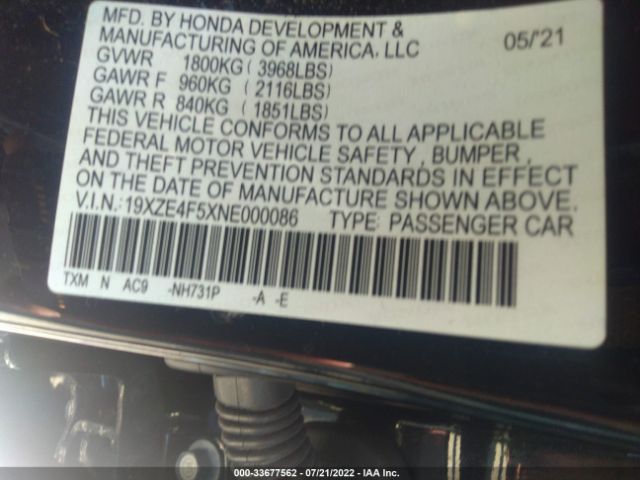 MFD. BY HONDA DEVELOPMENT &
MANUFACTURING OF AMERICA, LLC 05/'21
GVWR 1800KG ( 3968LBS)
GAWR F 960KG ( 2116LBS)
GAWR R 840KG ( 1851LBS)
THIS VEHICLE CONFORMS TO ALL APPLICABLE
FEDERAL MOTOR VEHICLE SAFETY , BUMPER ,
AND THEFT PREVENTION STANDARDS IN EFFECT
ON THE DATE OF MANUFACTURE SHOWN ABOVE.
V.I.N.:19XZE4F5XNE000086 TYPE: PASSENGER CAR
TXM N AC9 -NH731P -A -E
000-33677562 - 07/21/2022 - IAA Inc.